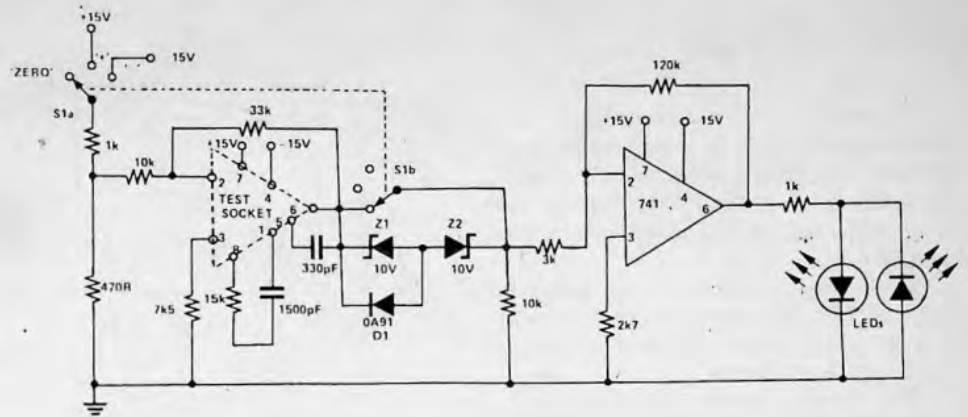 +15V
15V
'ZERO'
S1a
1k
10k
33k
15V
-15V
2
7
4
TEST
SOCKET
6
5
1
3
8
S1b
Z1
Z2
10V
10V
330pF
470R
7k5
15k
1500pF
0A91
D1
10k
3k
120k
+15V
-15V
7
2
741
4
6
3
2k7
1k
LEDs